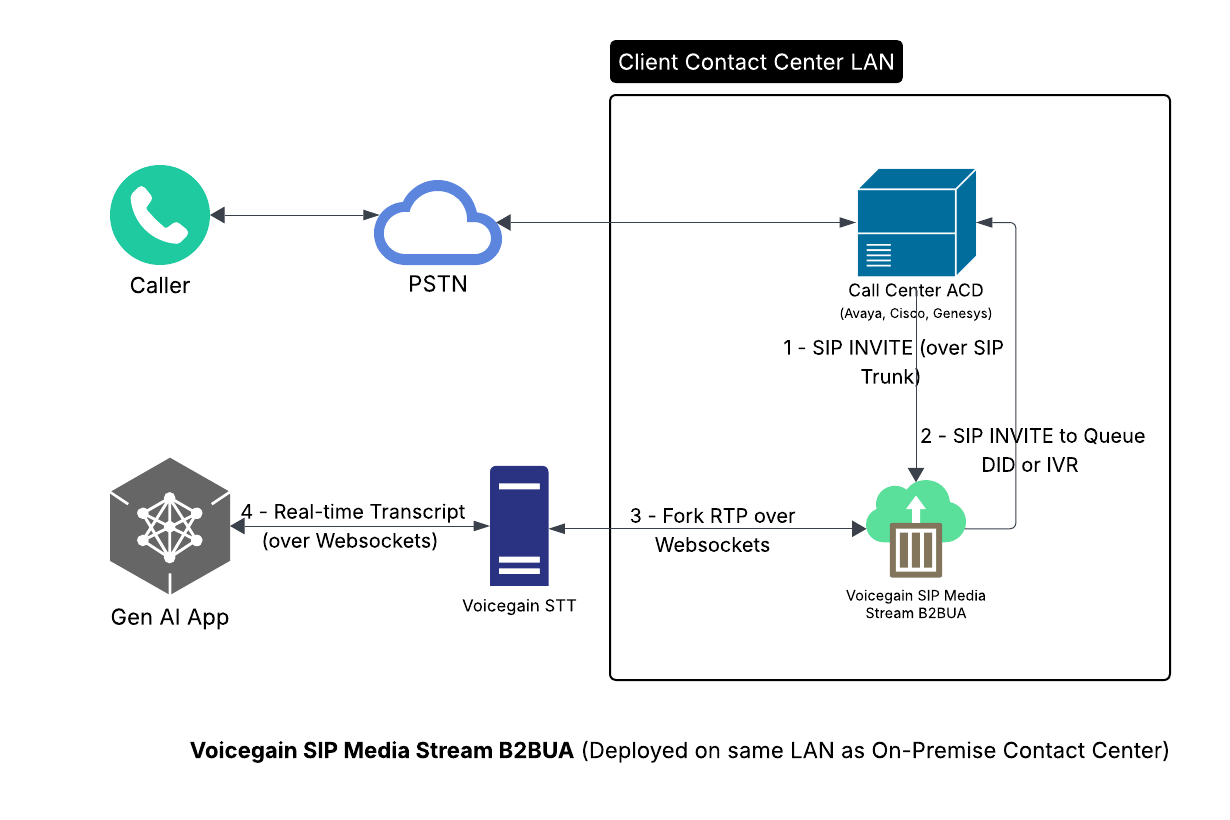 Client Contact Center LAN
Caller
PSTN
Call Center ACD
(Avaya, Cisco, Genesys)
1 - SIP INVITE (over SIP
Trunk)
2 - SIP INVITE to Queue
DID or IVR
4 - Real-time Transcript
(over Websockets)
3 - Fork RTP over
Websockets
Gen AI App
Voicegain STT
Voicegain SIP Media
Stream B2BUA
Voicegain SIP Media Stream B2BUA (Deployed on same LAN as On-Premise Contact Center)